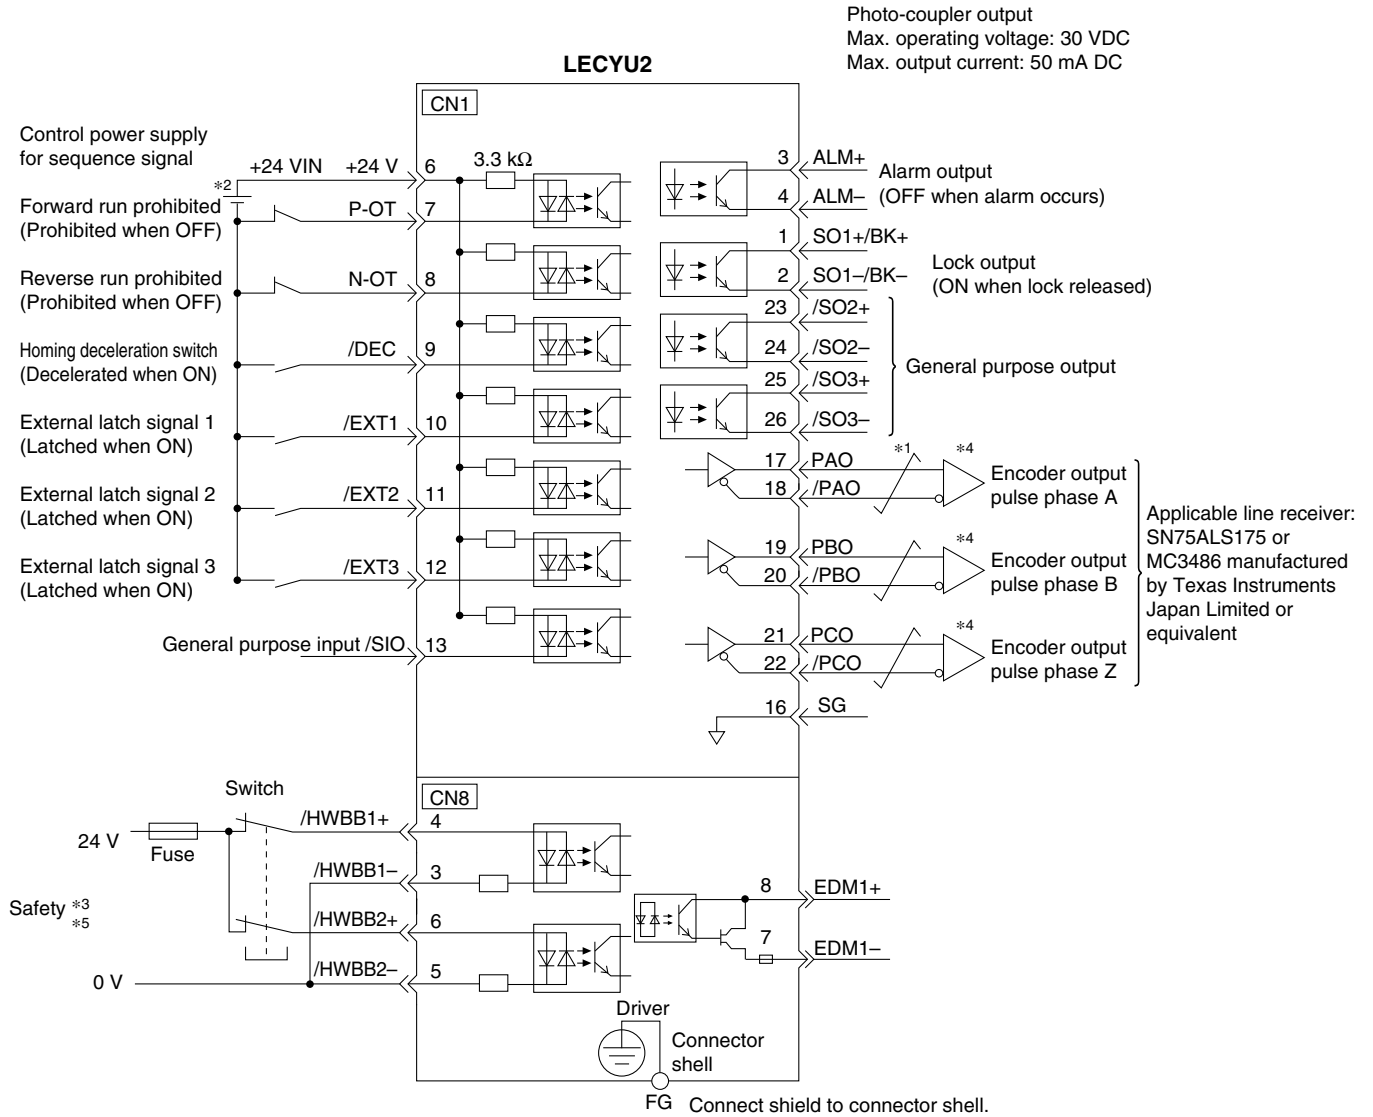 Photo-coupler output
Max. operating voltage: 30 VDC
Max. output current: 50 mA DC
LECYU2
CN1
Control power supply
for sequence signal
+24 VIN
+24 V
6
3.3 kΩ
*2
Forward run prohibited
(Prohibited when OFF)
P-OT
7
Reverse run prohibited
(Prohibited when OFF)
N-OT
8
Homing deceleration switch
(Decelerated when ON)
/DEC
9
External latch signal 1
(Latched when ON)
/EXT1
10
External latch signal 2
(Latched when ON)
/EXT2
11
External latch signal 3
(Latched when ON)
/EXT3
12
General purpose input /SIO
13
3
ALM+
4
ALM–
Alarm output
(OFF when alarm occurs)
1
SO1+/BK+
2
SO1–/BK–
Lock output
(ON when lock released)
23
/SO2+
24
/SO2–
25
/SO3+
26
/SO3–
General purpose output
17
PAO
18
/PAO
*1
*4
Encoder output
pulse phase A
19
PBO
20
/PBO
*4
Encoder output
pulse phase B
21
PCO
22
/PCO
*4
Encoder output
pulse phase Z
Applicable line receiver:
SN75ALS175 or
MC3486 manufactured
by Texas Instruments
Japan Limited or
equivalent
16
SG
CN8
Switch
24 V
Fuse
/HWBB1+
4
/HWBB1–
3
Safety *3
*5
/HWBB2+
6
/HWBB2–
5
0 V
8
EDM1+
7
EDM1–
Driver
Connector
shell
FG
Connect shield to connector shell.